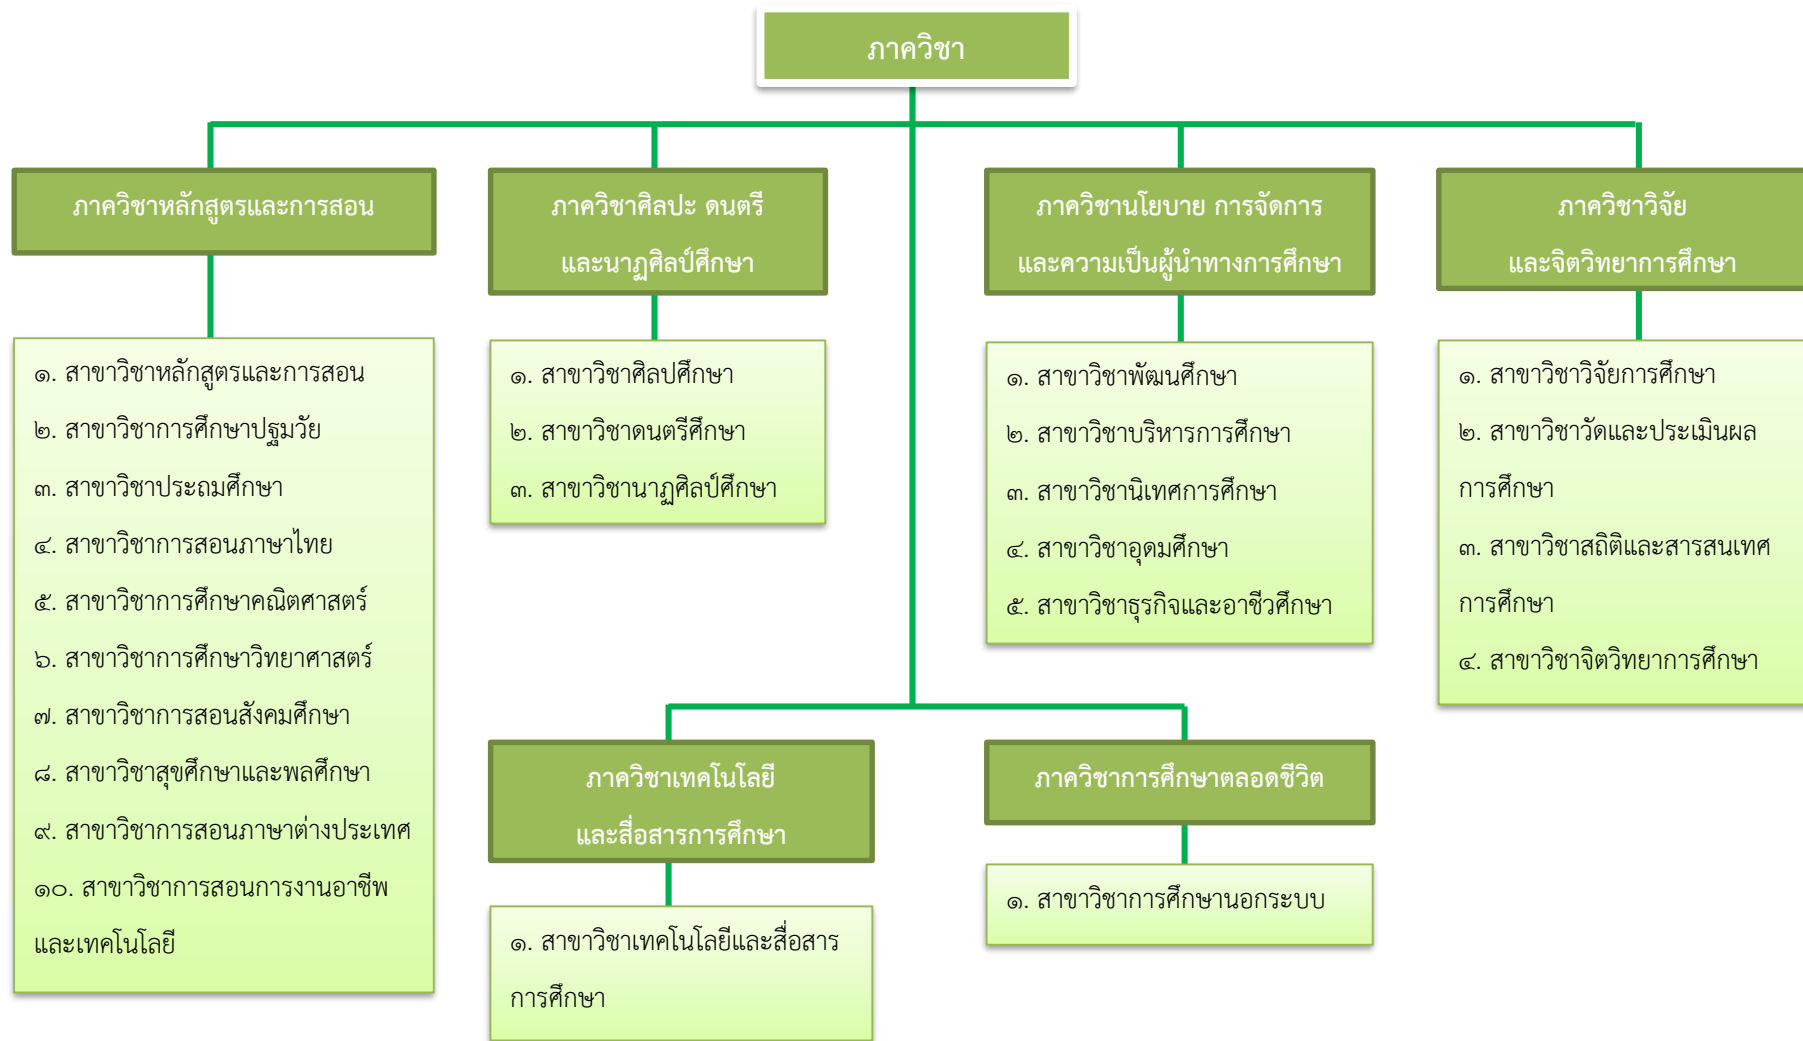 ภาควิชา
ภาควิชาหลักสูตรและการสอน
๑. สาขาวิชาหลักสูตรและการสอน
๒. สาขาวิชาการศึกษาปฐมวัย
๓. สาขาวิชาประถมศึกษา
๔. สาขาวิชาการสอนภาษาไทย
๕. สาขาวิชาการศึกษาคณิตศาสตร์
๖. สาขาวิชาการศึกษาวิทยาศาสตร์
๗. สาขาวิชาการสอนสังคมศึกษา
๘. สาขาวิชาสุขศึกษาและพลศึกษา
๙. สาขาวิชาการสอนภาษาต่างประเทศ
๑๐. สาขาวิชาการสอนการงานอาชีพ
และเทคโนโลยี
ภาควิชาศิลปะ ดนตรี
และนาฏศิลป์ศึกษา
๑. สาขาวิชาศิลปศึกษา
๒. สาขาวิชาดนตรีศึกษา
๓. สาขาวิชานาฏศิลป์ศึกษา
ภาควิชานโยบาย การจัดการ
และความเป็นผู้นำทางการศึกษา
๑. สาขาวิชาพัฒนศึกษา
๒. สาขาวิชาบริหารการศึกษา
๓. สาขาวิชานิเทศการศึกษา
๔. สาขาวิชาอุดมศึกษา
๕. สาขาวิชาธุรกิจและอาชีวศึกษา
ภาควิชาวิจัย
และจิตวิทยาการศึกษา
๑. สาขาวิชาวิจัยการศึกษา
๒. สาขาวิชาวัดและประเมินผล
การศึกษา
๓. สาขาวิชาสถิติและสารสนเทศ
การศึกษา
๔. สาขาวิชาจิตวิทยาการศึกษา
ภาควิชาเทคโนโลยี
และสื่อสารการศึกษา
๑. สาขาวิชาเทคโนโลยีและสื่อสาร
การศึกษา
ภาควิชาการศึกษาตลอดชีวิต
๑. สาขาวิชาการศึกษานอกระบบ